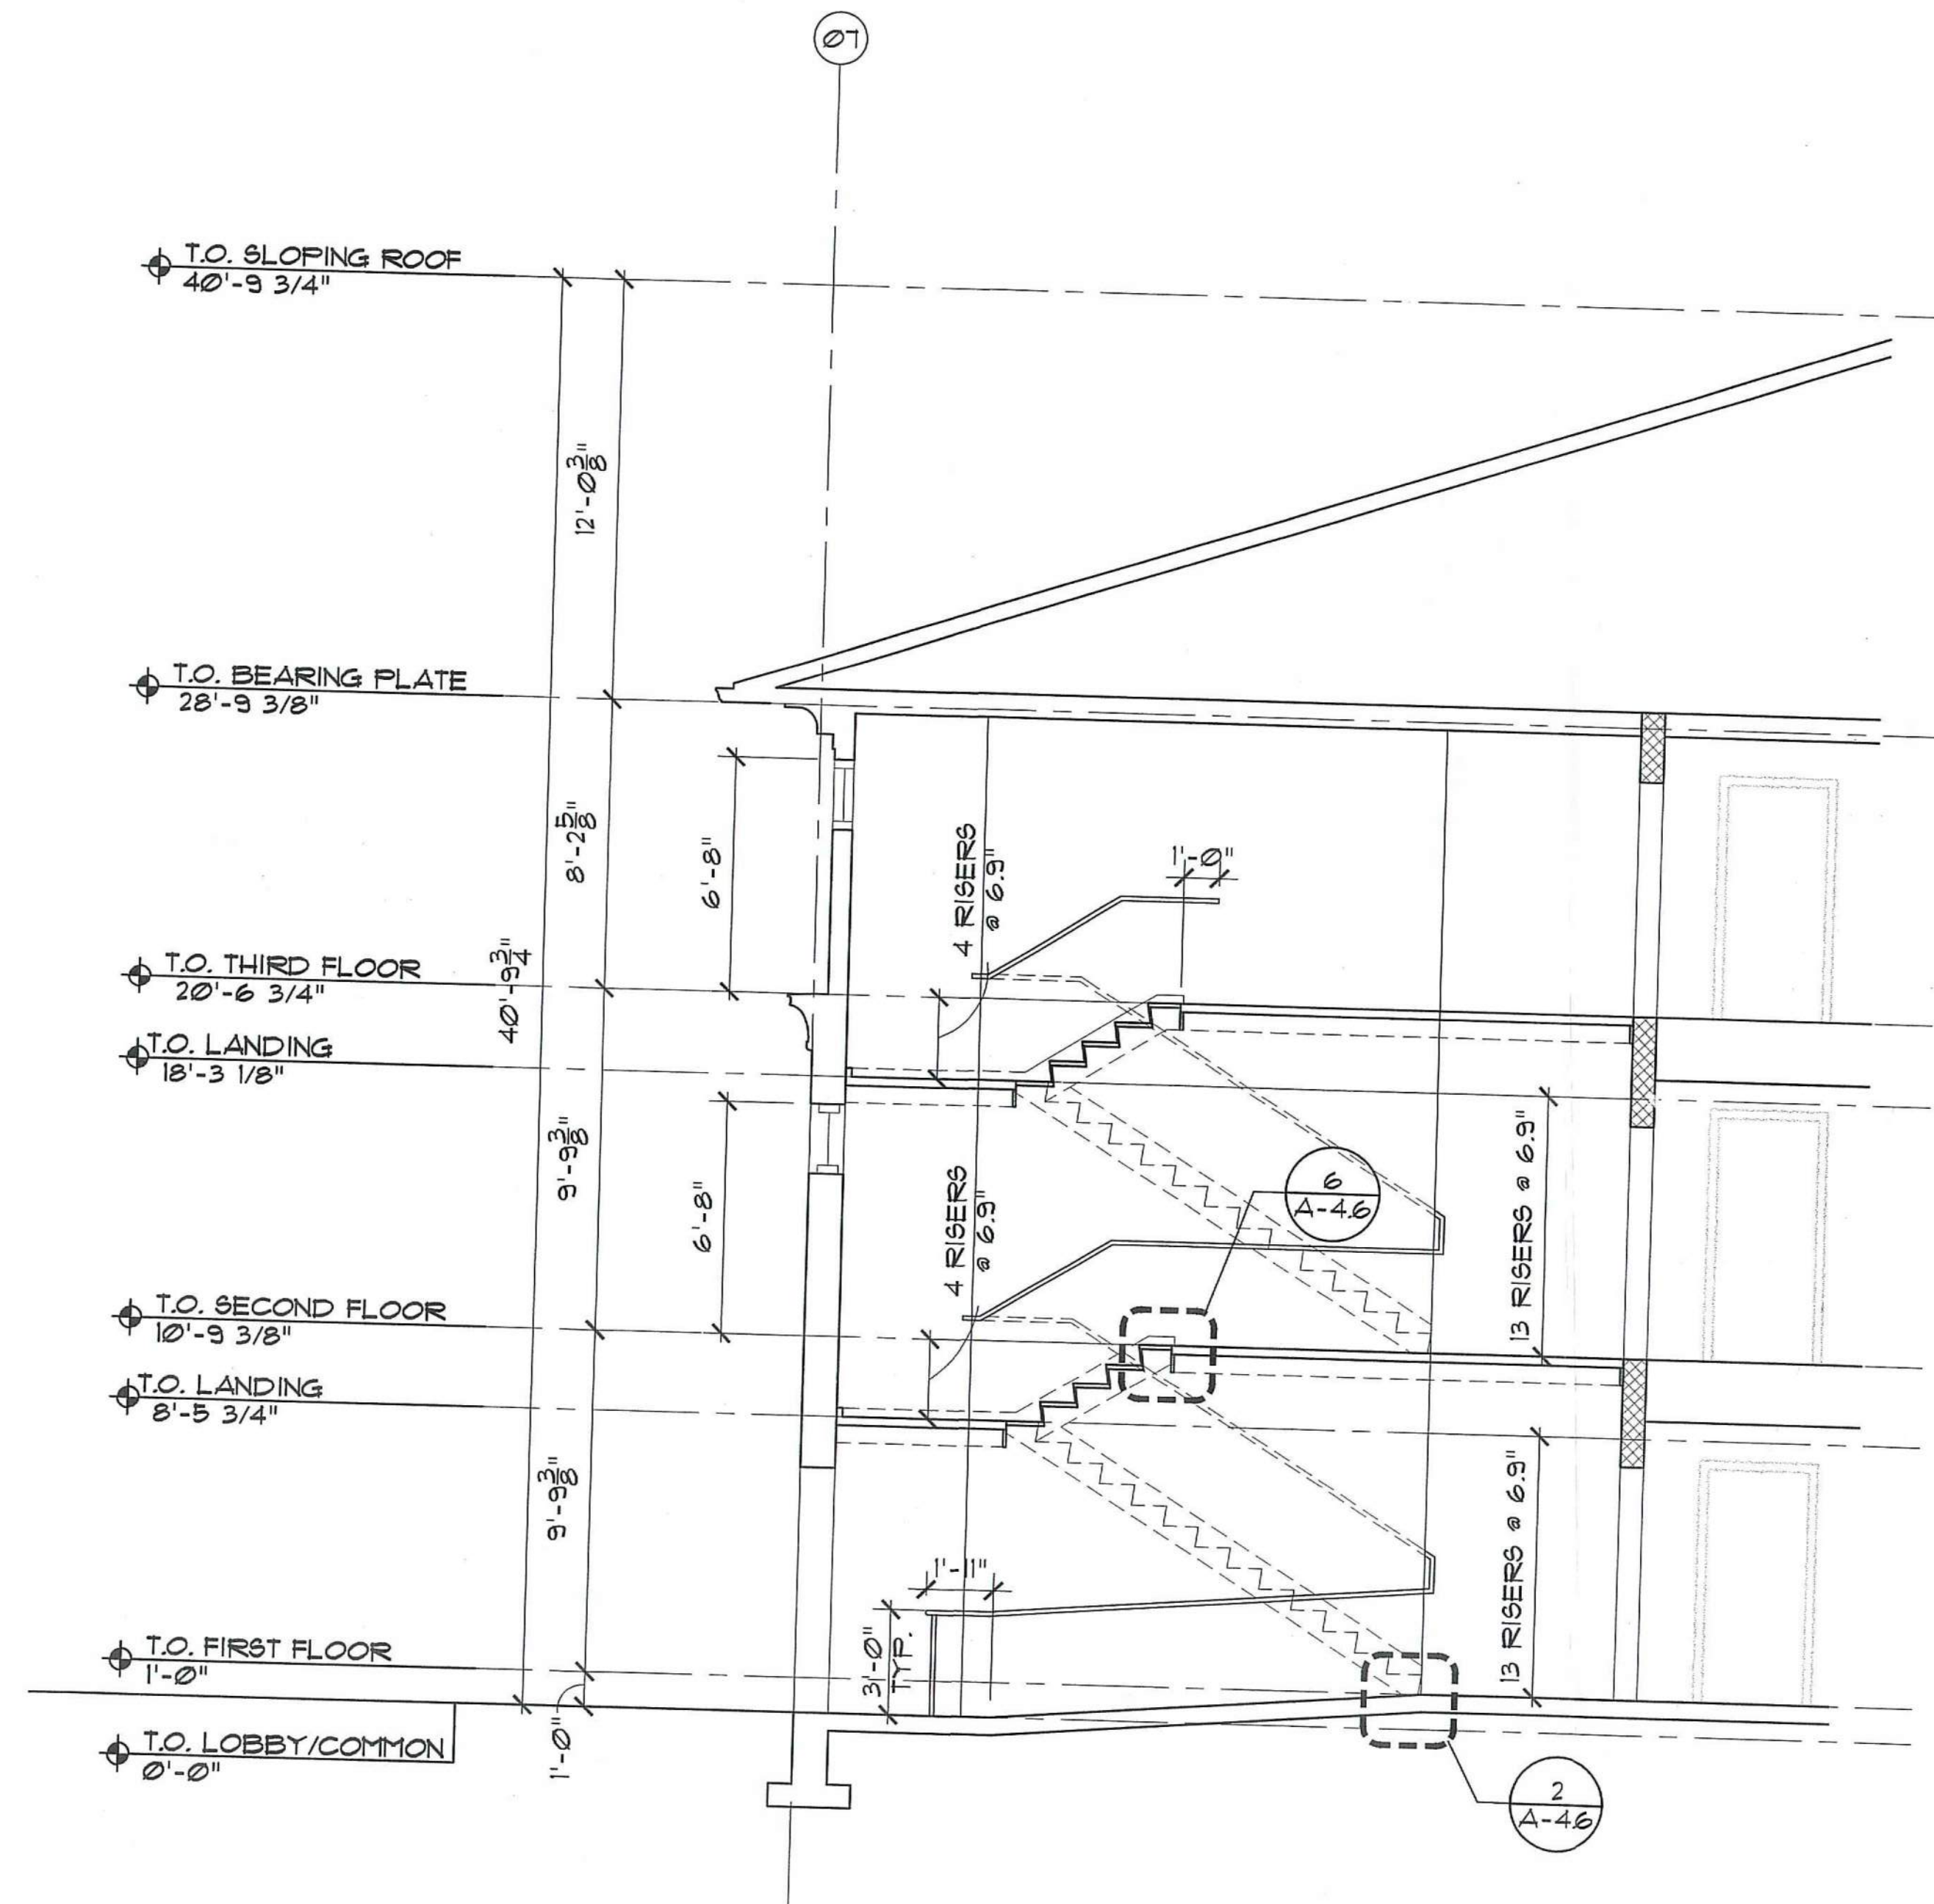 Ø7
T.O. SLOPING ROOF
40'-9 3/4"
12'-0 3/8"
T.O. BEARING PLATE
28'-9 3/8"
8'-2 5/8"
6'-8"
4 RISERS
@ 6.9"
1'-0"
T.O. THIRD FLOOR
20'-6 3/4"
40'-9 3/4"
T.O. LANDING
18'-3 1/8"
9'-9 3/8"
6'-8"
4 RISERS
@ 6.9"
6
A-4.6
13 RISERS @ 6.9"
T.O. SECOND FLOOR
10'-9 3/8"
T.O. LANDING
8'-5 3/4"
9'-9 3/8"
1'-11"
3'-0"
TYP.
13 RISERS @ 6.9"
T.O. FIRST FLOOR
1'-0"
1'-0"
T.O. LOBBY/COMMON
0'-0"
2
A-4.6